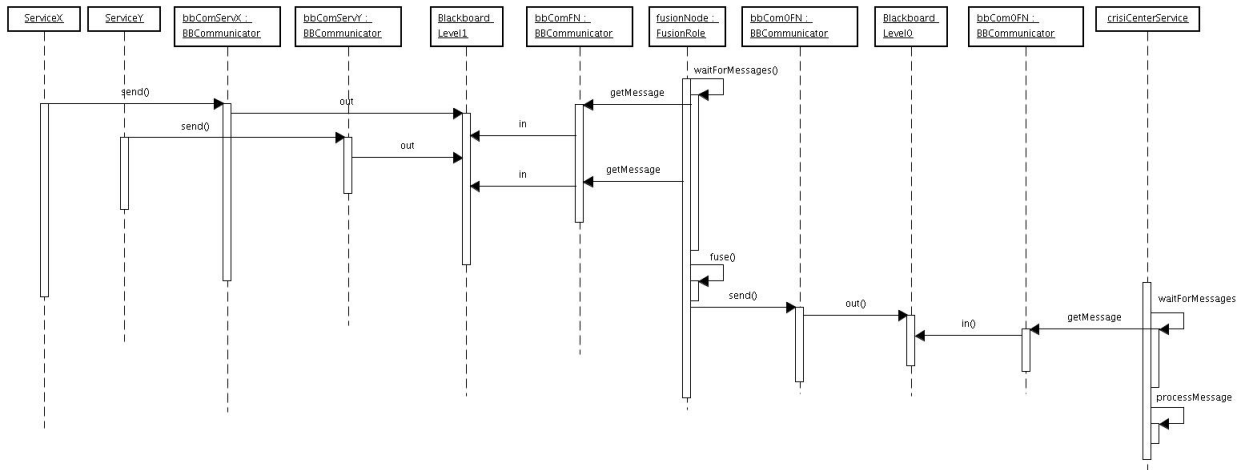 ServiceX
ServiceY
bbComServX :
BBCommunicator
bbComServY :
BBCommunicator
Blackboard
Level1
bbComFN :
BBCommunicator
fusionNode :
FusionRole
bbCom0FN :
BBCommunicator
Blackboard
Level0
bbCom0FN :
BBCommunicator
crisiCenterService
waitForMessages()
send()
out
getMessage
send()
in
out
getMessage
in
fuse()
send()
out()
waitForMessages
getMessage
in()
processMessage